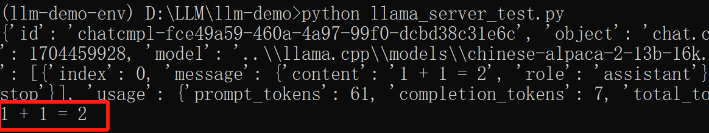 (llm-demo-env) D:\LLM\llm-demo>python llama_server_test.py
{'id': 'chatcmpl-fce49a59-460a-4a97-99f0-dcbd38c31e6c', 'object': 'chat.c
': 1704459928, 'model': '..\\llama.cpp\\models\\chinese-alpaca-2-13b-16k.
': [{'index': 0, 'message': {'content': '1 + 1 = 2', 'role': 'assistant'}
stop'}], 'usage': {'prompt_tokens': 61, 'completion_tokens': 7, 'total_to
1 + 1 = 2